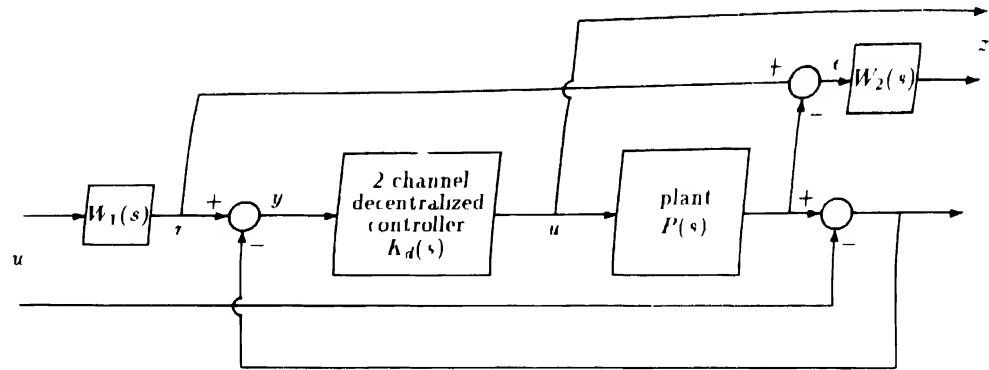 z
+
e
W₂(s)
−
W₁(s)
r
+
y
−
2 channel
decentralized
controller
K_d(s)
u
plant
P(s)
+
−